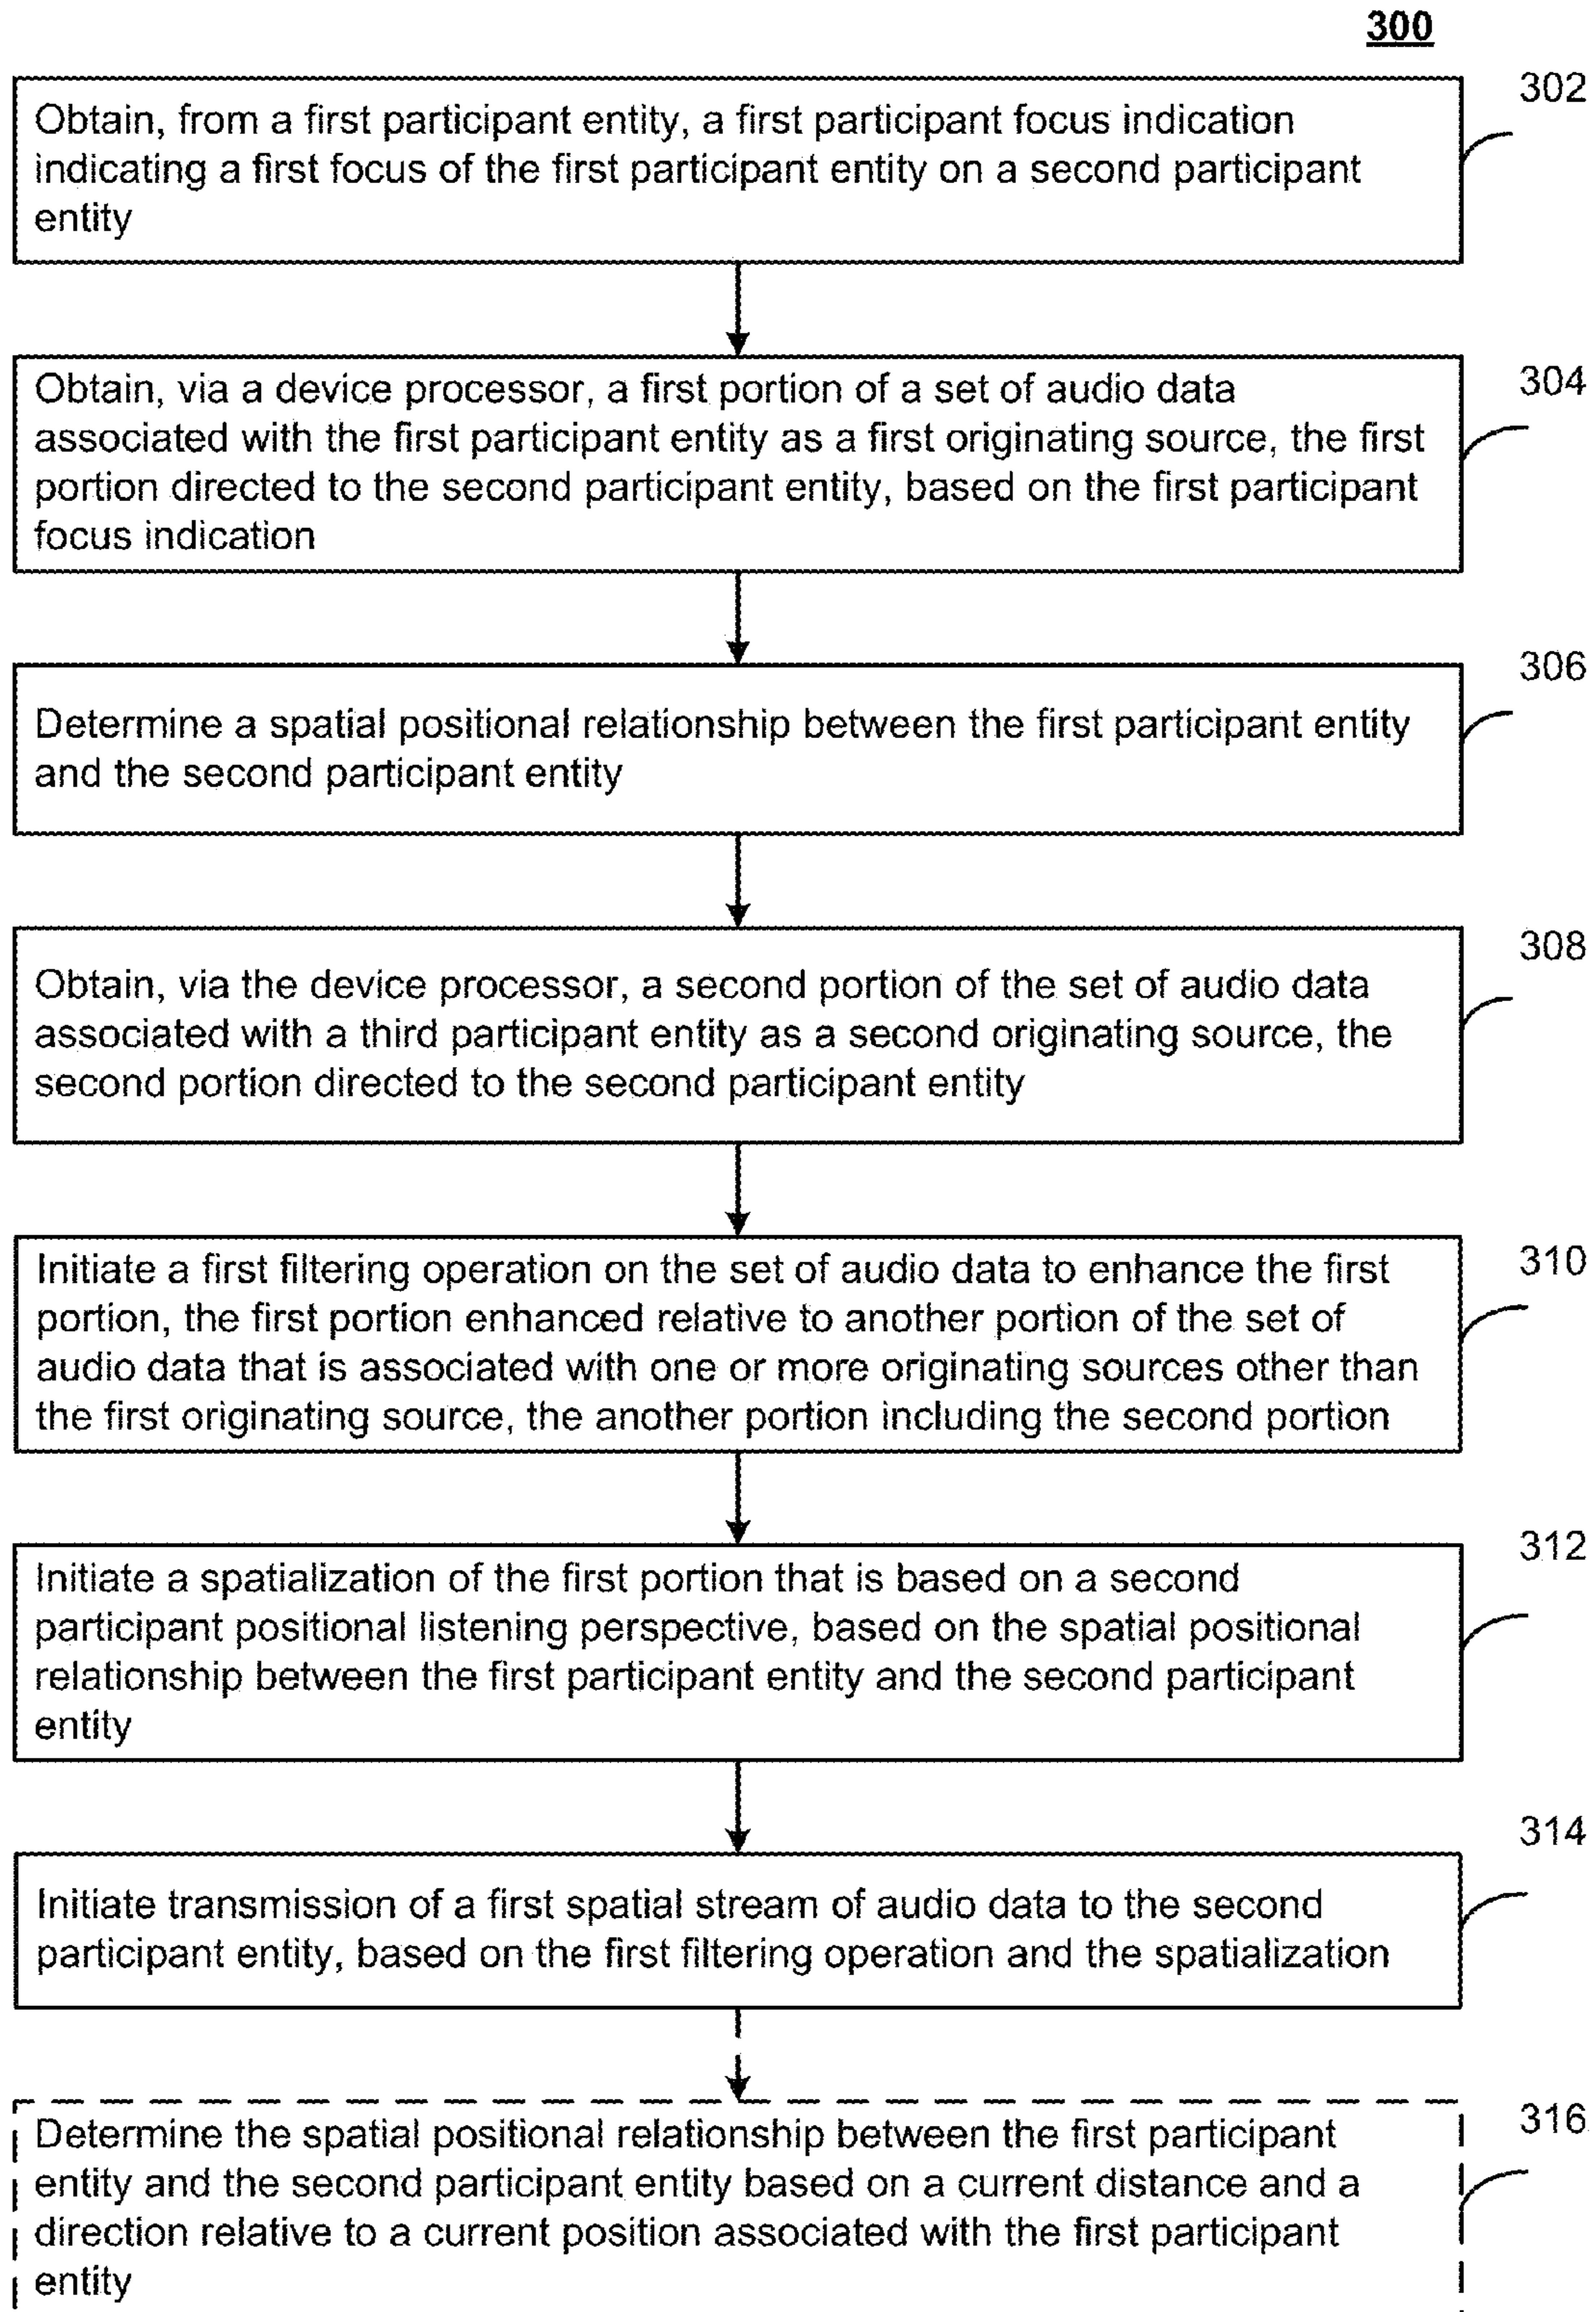 300
302
Obtain, from a first participant entity, a first participant focus indication
indicating a first focus of the first participant entity on a second participant
entity
304
Obtain, via a device processor, a first portion of a set of audio data
associated with the first participant entity as a first originating source, the first
portion directed to the second participant entity, based on the first participant
focus indication
306
Determine a spatial positional relationship between the first participant entity
and the second participant entity
308
Obtain, via the device processor, a second portion of the set of audio data
associated with a third participant entity as a second originating source, the
second portion directed to the second participant entity
310
Initiate a first filtering operation on the set of audio data to enhance the first
portion, the first portion enhanced relative to another portion of the set of
audio data that is associated with one or more originating sources other than
the first originating source, the another portion including the second portion
312
Initiate a spatialization of the first portion that is based on a second
participant positional listening perspective, based on the spatial positional
relationship between the first participant entity and the second participant
entity
314
Initiate transmission of a first spatial stream of audio data to the second
participant entity, based on the first filtering operation and the spatialization
316
Determine the spatial positional relationship between the first participant
entity and the second participant entity based on a current distance and a
direction relative to a current position associated with the first participant
entity